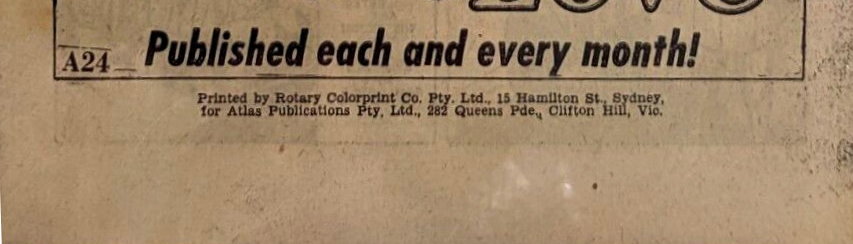 Published each and every month!
A24
Printed by Rotary Colorprint Co. Pty. Ltd., 15 Hamilton St., Sydney,
for Atlas Publications Pty. Ltd., 282 Queens Pde., Clifton Hill, Vic.